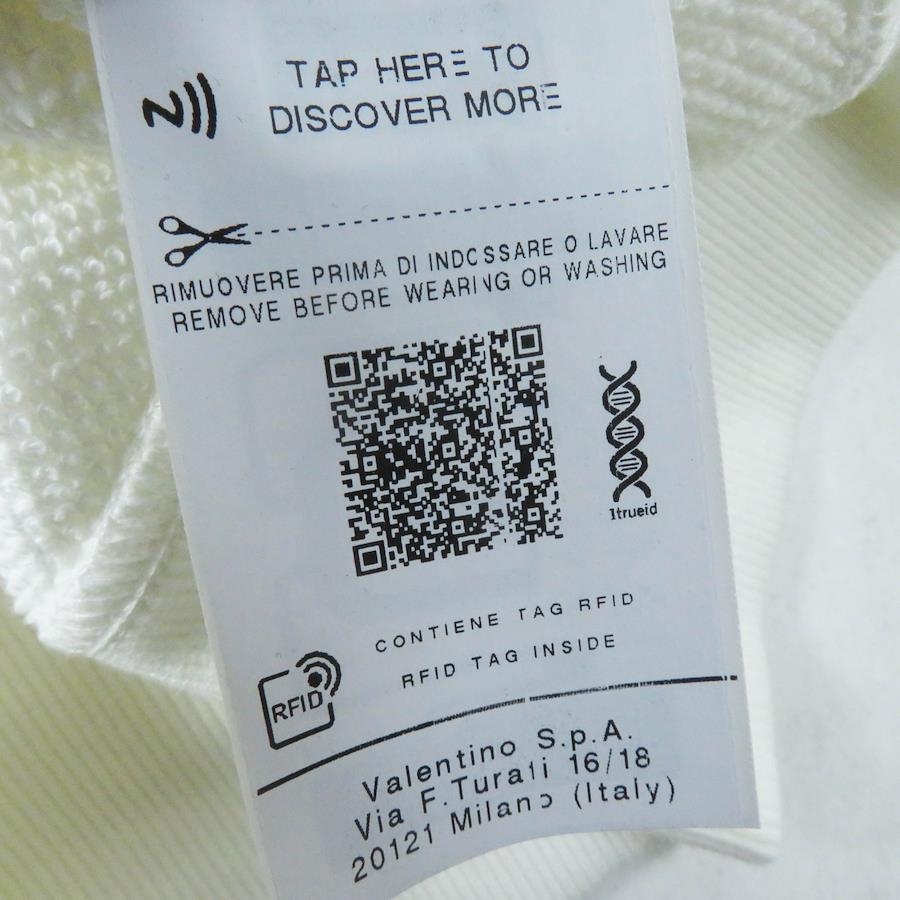 TAP HERE TO
DISCOVER MORE
RIMUOVERE PRIMA DI INDOSSARE O LAVARE
REMOVE BEFORE WEARING OR WASHING
1trueid
CONTIENE TAG RFID
RFID TAG INSIDE
RFID
Valentino S.p.A.
Via F.Turati 16/18
20121 Milano (Italy)